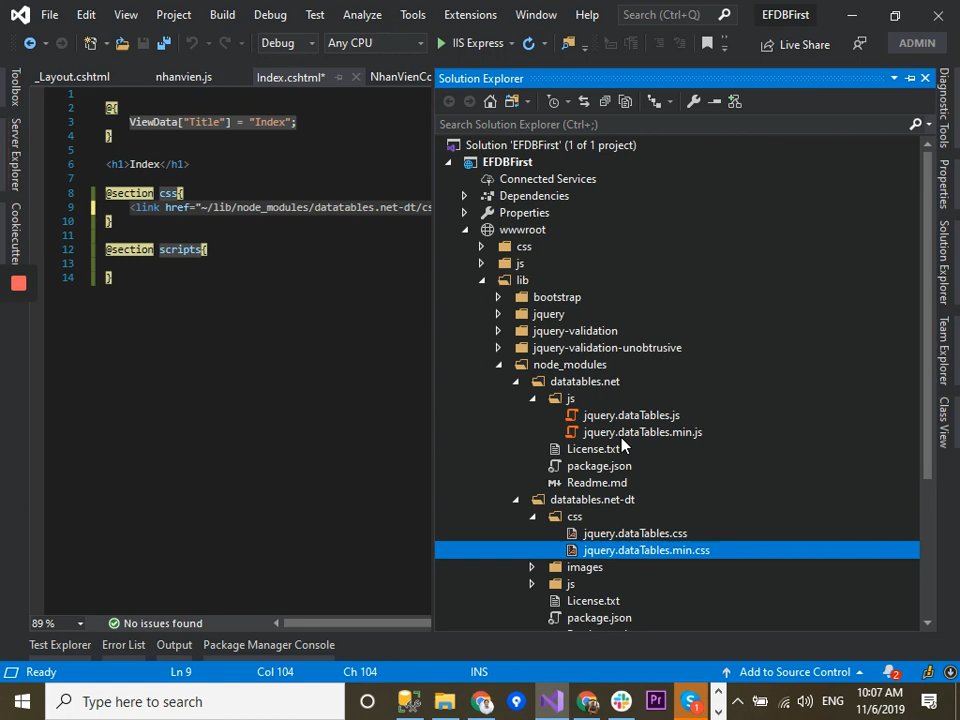 File Edit View Project Build Debug Test Analyze Tools Extensions Window Help Search (Ctrl+Q) EFDBFirst
Debug Any CPU IIS Express Live Share ADMIN
_Layout.cshtml nhanvien.js Index.cshtml* NhanVienCo
Solution Explorer
Search Solution Explorer (Ctrl+;)
Solution 'EFDBFirst' (1 of 1 project)
EFDBFirst
Connected Services
Dependencies
Properties
wwwroot
css
js
lib
bootstrap
jquery
jquery-validation
jquery-validation-unobtrusive
node_modules
datatables.net
js
jquery.dataTables.js
jquery.dataTables.min.js
License.txt
package.json
Readme.md
datatables.net-dt
css
jquery.dataTables.css
jquery.dataTables.min.css
images
js
License.txt
package.json
1
2 @{
3 ViewData["Title"] = "Index";
4 }
5
6 <h1>Index</h1>
7
8 @section css{
9 <link href="~/lib/node_modules/datatables.net-dt/cs
10 }
11
12 @section scripts{
13
14 }
Toolbox
Server Explorer
Cookiecutter
Diagnostic Tools
Properties
Solution Explorer
Team Explorer
Class View
89 % No issues found
Test Explorer Error List Output Package Manager Console
Ready Ln 9 Col 104 Ch 104 INS Add to Source Control 2
Type here to search
Pr
S
1
ENG
10:07 AM
11/6/2019